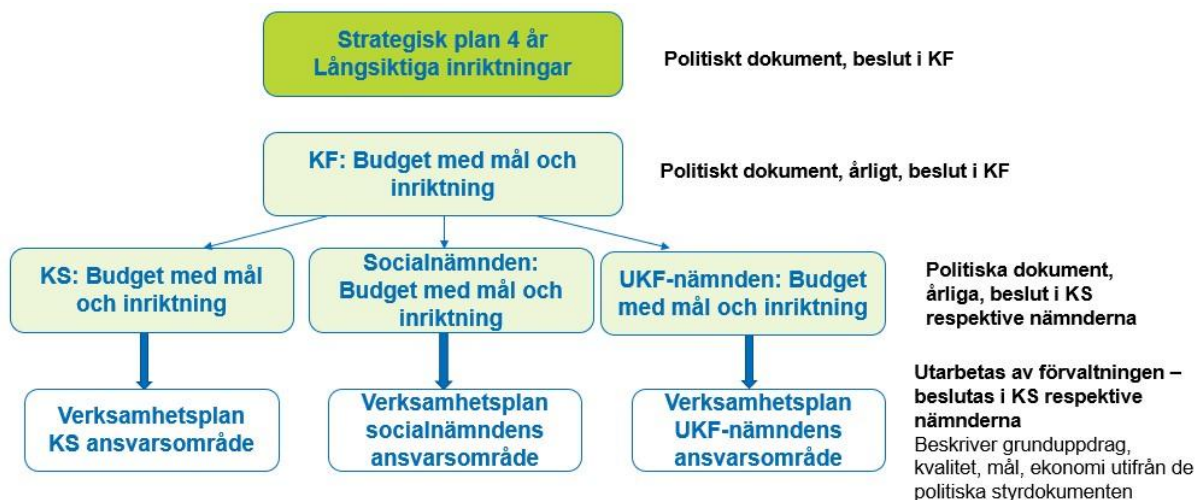 Strategisk plan 4 år
Långsiktiga inriktningar
Politiskt dokument, beslut i KF
KF: Budget med mål och
inriktning
Politiskt dokument, årligt, beslut i KF
KS: Budget med mål
och inriktning
Socialnämnden:
Budget med mål och
inriktning
UKF-nämnden: Budget
med mål och inriktning
Politiska dokument,
årliga, beslut i KS
respektive nämnderna
Verksamhetsplan
KS ansvarsområde
Verksamhetsplan
socialnämndens
ansvarsområde
Verksamhetsplan
UKF-nämndens
ansvarsområde
Utarbetas av förvaltningen –
beslutas i KS respektive
nämnderna
Beskriver grunduppdrag,
kvalitet, mål, ekonomi utifrån de
politiska styrdokumenten